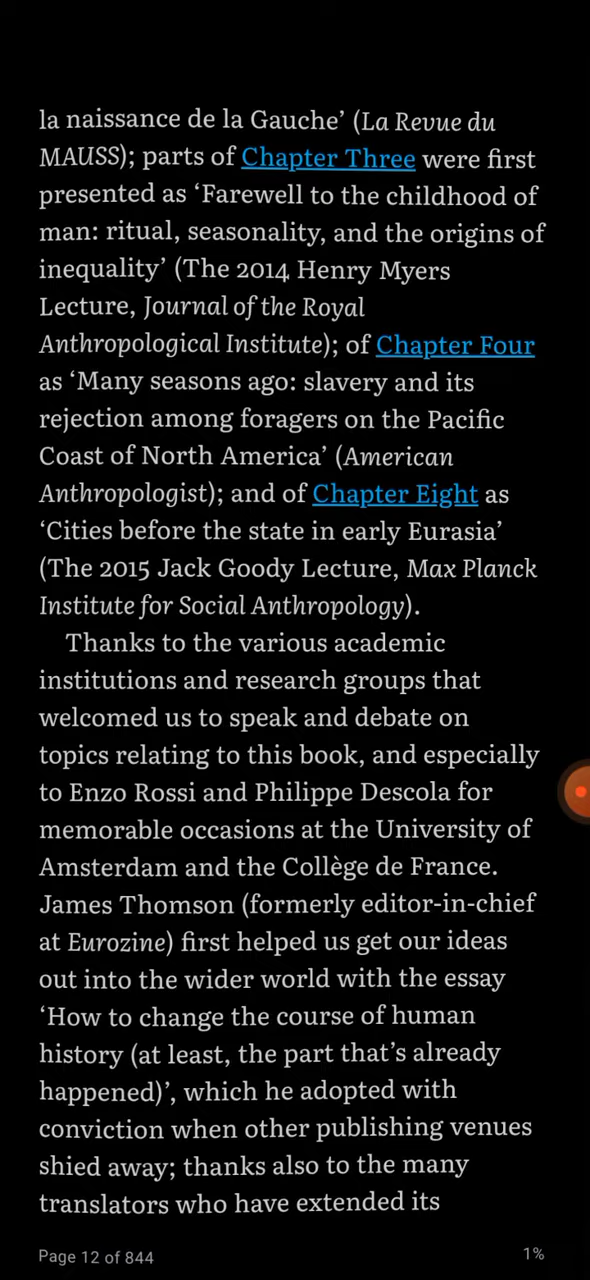 la naissance de la Gauche’ (La Revue du
MAUSS); parts of Chapter Three were first
presented as ‘Farewell to the childhood of
man: ritual, seasonality, and the origins of
inequality’ (The 2014 Henry Myers
Lecture, Journal of the Royal
Anthropological Institute); of Chapter Four
as ‘Many seasons ago: slavery and its
rejection among foragers on the Pacific
Coast of North America’ (American
Anthropologist); and of Chapter Eight as
‘Cities before the state in early Eurasia’
(The 2015 Jack Goody Lecture, Max Planck
Institute for Social Anthropology).
Thanks to the various academic
institutions and research groups that
welcomed us to speak and debate on
topics relating to this book, and especially
to Enzo Rossi and Philippe Descola for
memorable occasions at the University of
Amsterdam and the Collège de France.
James Thomson (formerly editor-in-chief
at Eurozine) first helped us get our ideas
out into the wider world with the essay
‘How to change the course of human
history (at least, the part that’s already
happened)’, which he adopted with
conviction when other publishing venues
shied away; thanks also to the many
translators who have extended its
Page 12 of 844
1%